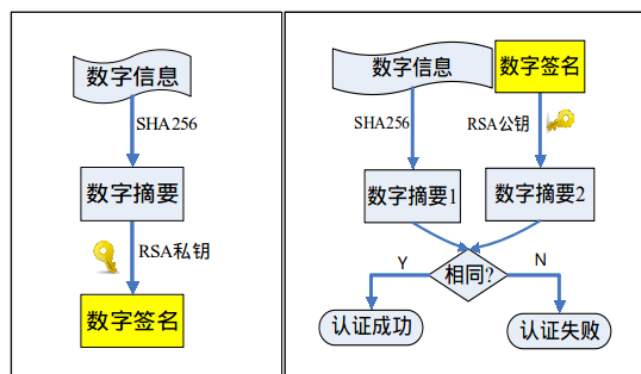 数字信息
SHA256
数字摘要
RSA私钥
数字签名
数字信息
数字签名
SHA256
RSA公钥
数字摘要1
数字摘要2
相同?
Y
N
认证成功
认证失败